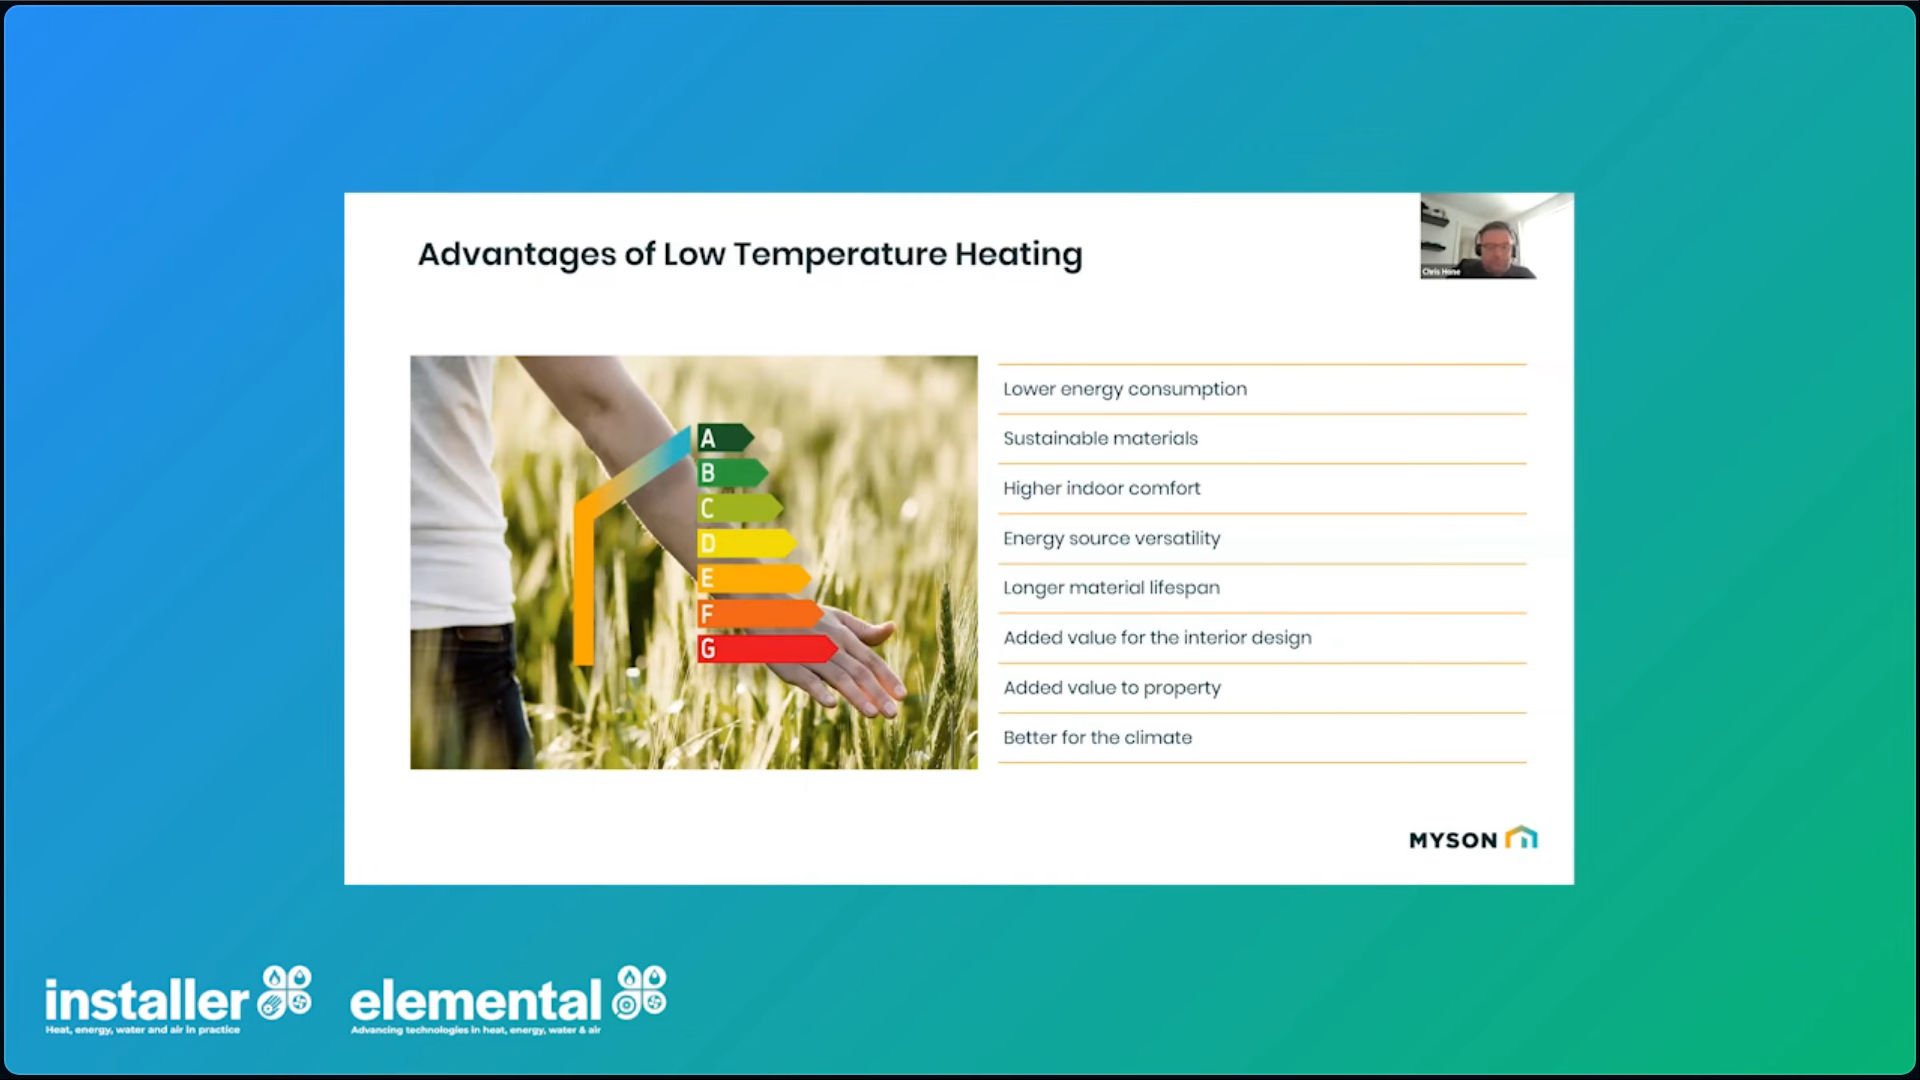 Advantages of Low Temperature Heating
Chris Hone
A
B
C
D
E
F
G
Lower energy consumption
Sustainable materials
Higher indoor comfort
Energy source versatility
Longer material lifespan
Added value for the interior design
Added value to property
Better for the climate
MYSON
installer
Heat, energy, water and air in practice
elemental
Advancing technologies in heat, energy, water & air